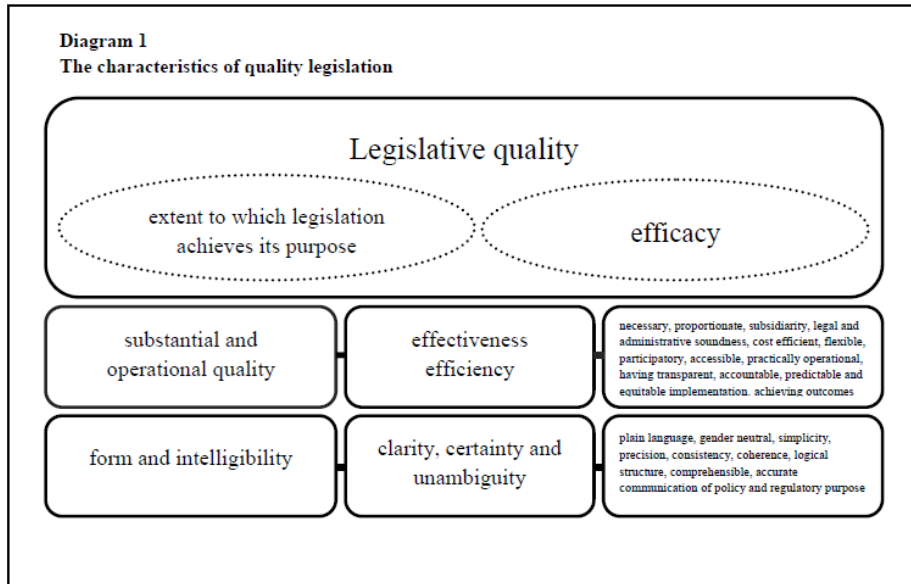 Diagram 1
The characteristics of quality legislation
Legislative quality
extent to which legislation
achieves its purpose
efficacy
substantial and
operational quality
effectiveness
efficiency
necessary, proportionate, subsidiarity, legal and
administrative soundness, cost efficient, flexible,
participatory, accessible, practically operational,
having transparent, accountable, predictable and
equitable implementation, achieving outcomes
form and intelligibility
clarity, certainty and
unambiguity
plain language, gender neutral, simplicity,
precision, consistency, coherence, logical
structure, comprehensible, accurate
communication of policy and regulatory purpose